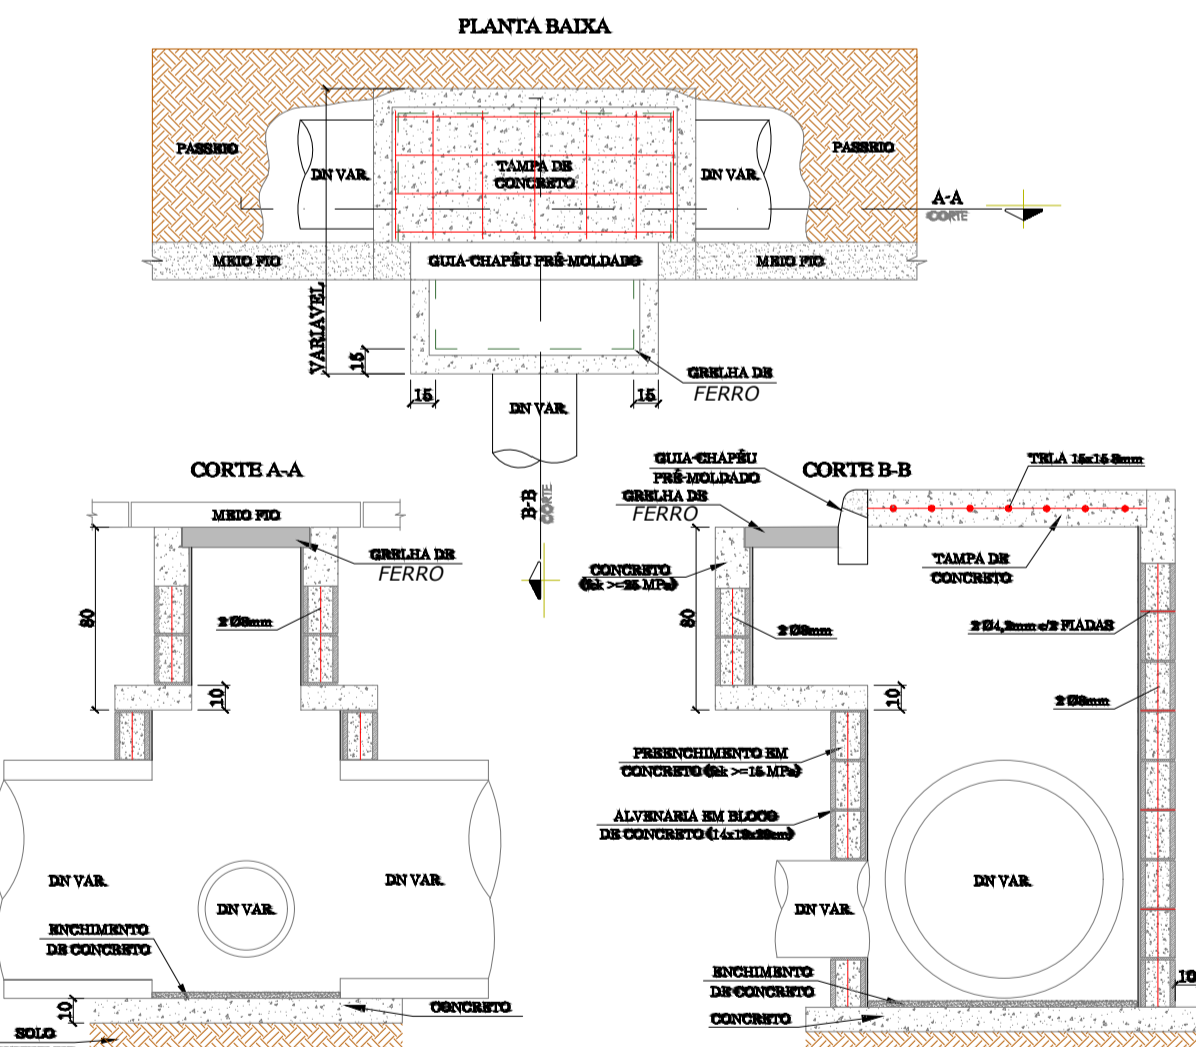 PLANTA BAIXA
PASSEIO
PASSEIO
DN VAR.
TAMPA DE
CONCRETO
DN VAR.
A-A
CORTE
MEIO FIO
GUIA-CHAPÉU PRÉ-MOLDADO
MEIO FIO
VARIAVEL
15
15
15
GRELHA DE
FERRO
DN VAR.
B-B
CORTE
CORTE A-A
MEIO FIO
GRELHA DE
FERRO
80
2 Ø8mm
10
DN VAR.
DN VAR.
DN VAR.
ENCHIMENTO
DE CONCRETO
10
CONCRETO
SOLO
CORTE B-B
GUIA-CHAPÉU
PRÉ-MOLDADO
GRELHA DE
FERRO
TELA 15x15 8mm
CONCRETO
(fck >=25 MPa)
TAMPA DE
CONCRETO
80
2 Ø8mm
2 Ø4,2mm c/2 FIADAS
10
2 Ø8mm
PREENCHIMENTO EM
CONCRETO (fck >=15 MPa)
ALVENARIA EM BLOCO
DE CONCRETO (14x19x39cm)
DN VAR.
DN VAR.
ENCHIMENTO
DE CONCRETO
CONCRETO
10